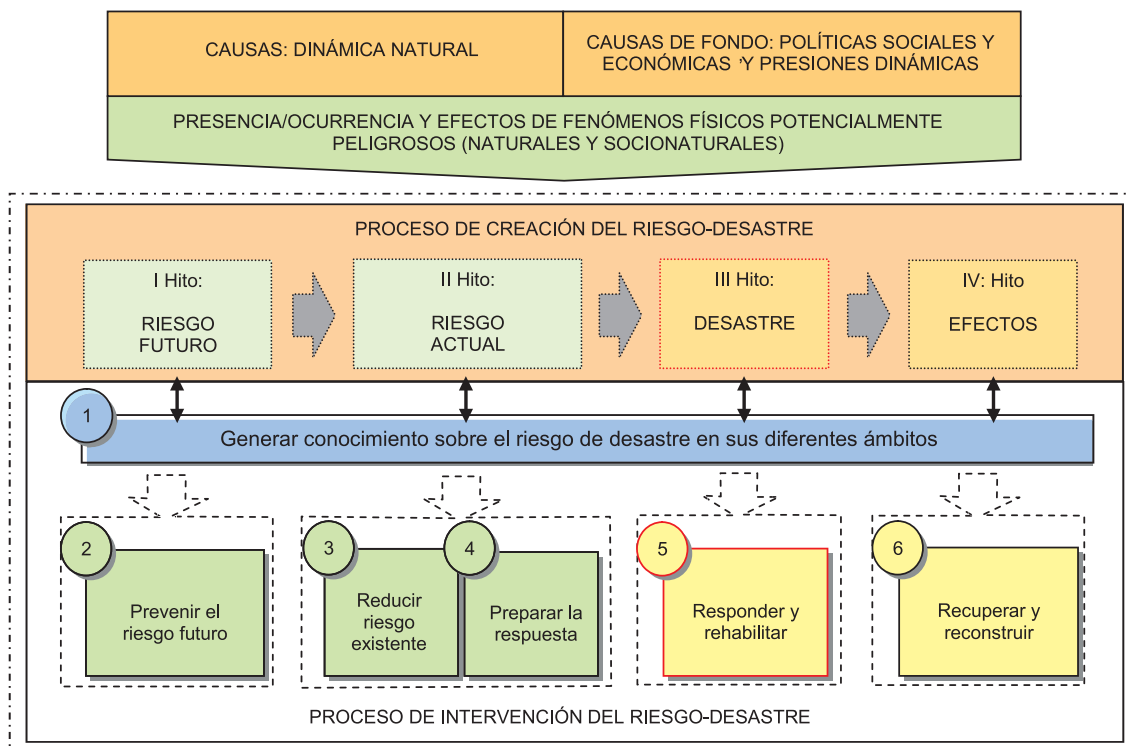 CAUSAS: DINÁMICA NATURAL
CAUSAS DE FONDO: POLÍTICAS SOCIALES Y
ECONÓMICAS ’Y PRESIONES DINÁMICAS
PRESENCIA/OCURRENCIA Y EFECTOS DE FENÓMENOS FÍSICOS POTENCIALMENTE
PELIGROSOS (NATURALES Y SOCIONATURALES)
PROCESO DE CREACIÓN DEL RIESGO-DESASTRE
I Hito:
RIESGO
FUTURO
II Hito:
RIESGO
ACTUAL
III Hito:
DESASTRE
IV: Hito
EFECTOS
1
Generar conocimiento sobre el riesgo de desastre en sus diferentes ámbitos
2
Prevenir el
riesgo futuro
3
Reducir
riesgo
existente
4
Preparar la
respuesta
5
Responder y
rehabilitar
6
Recuperar y
reconstruir
PROCESO DE INTERVENCIÓN DEL RIESGO-DESASTRE